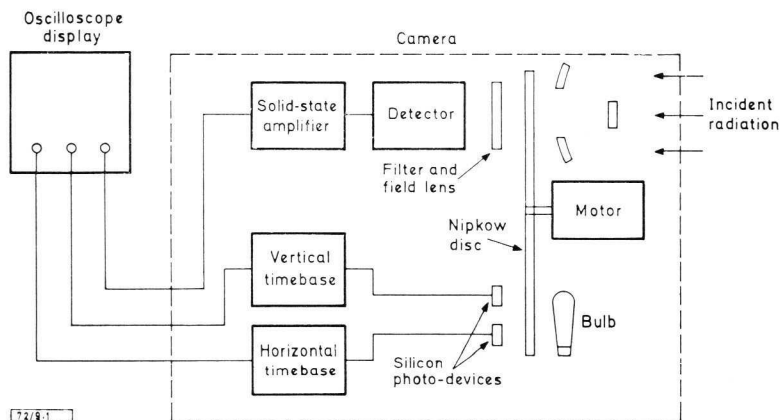 Oscilloscope
display
Camera
Solid-state
amplifier
Detector
Incident
radiation
Filter and
field lens
Motor
Nipkow
disc
Vertical
timebase
Bulb
Horizontal
timebase
Silicon
photo-devices
72/9·1